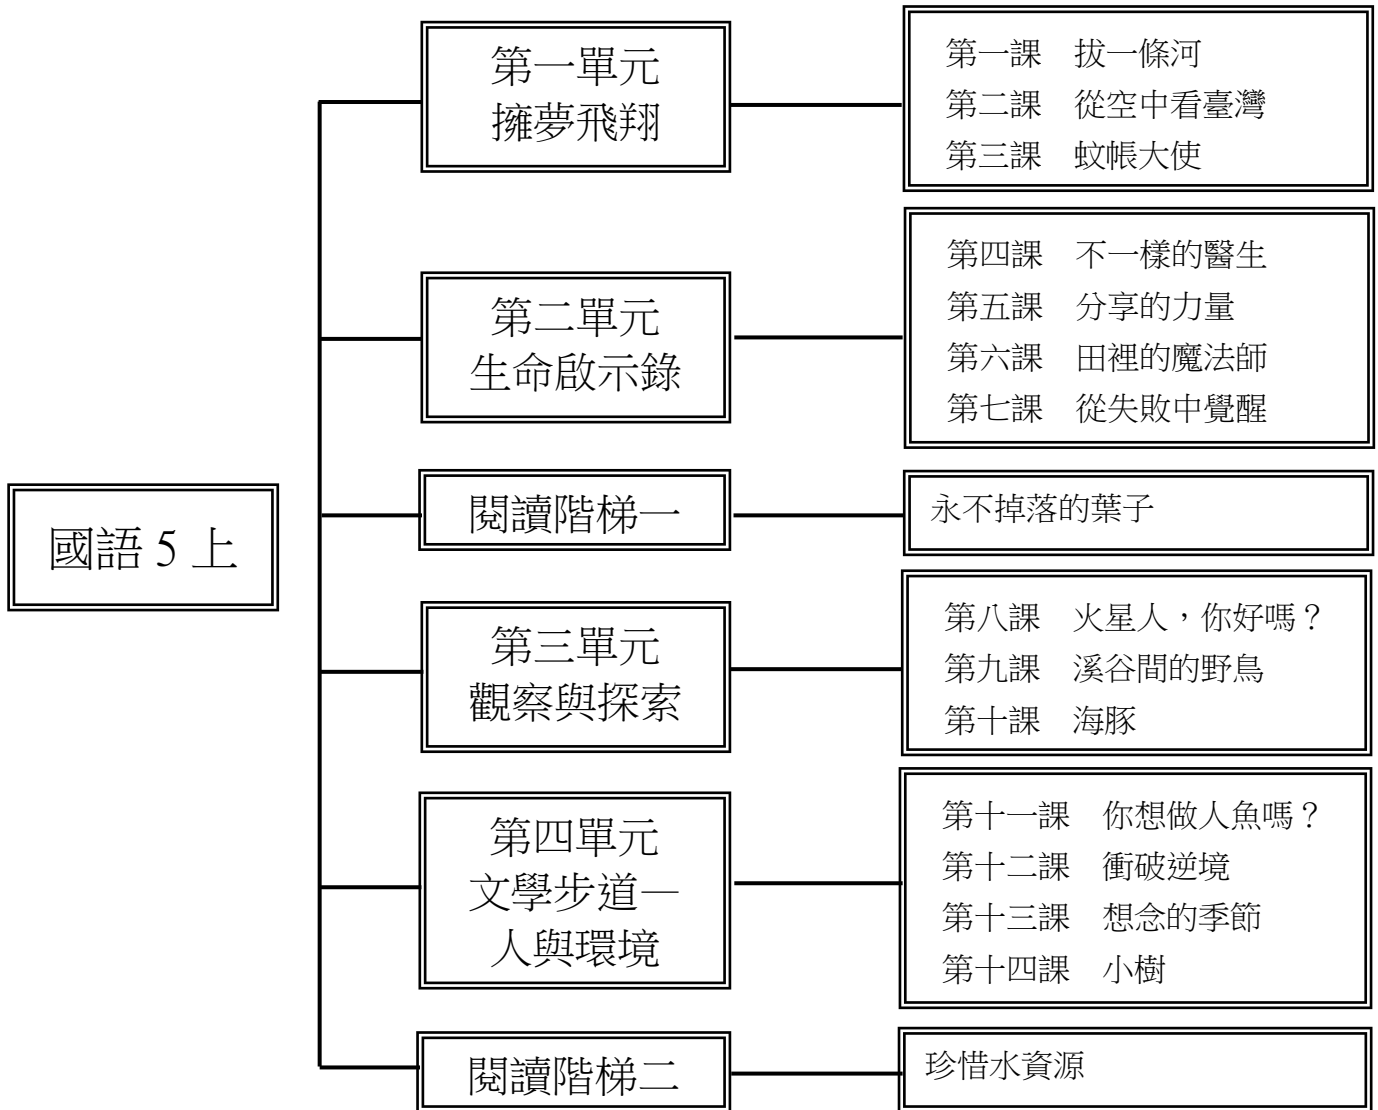 國語 5 上
第一單元
擁夢飛翔
第一課　拔一條河
第二課　從空中看臺灣
第三課　蚊帳大使
第二單元
生命啟示錄
第四課　不一樣的醫生
第五課　分享的力量
第六課　田裡的魔法師
第七課　從失敗中覺醒
閱讀階梯一
永不掉落的葉子
第三單元
觀察與探索
第八課　火星人，你好嗎？
第九課　溪谷間的野鳥
第十課　海豚
第四單元
文學步道—
人與環境
第十一課　你想做人魚嗎？
第十二課　衝破逆境
第十三課　想念的季節
第十四課　小樹
閱讀階梯二
珍惜水資源